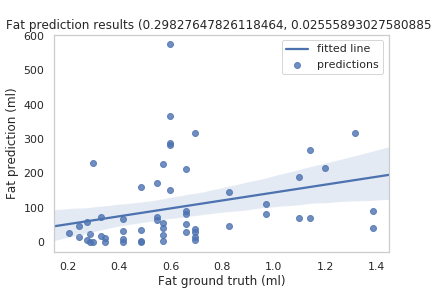 Fat prediction results (0.29827647826118464, 0.02555893027580885
600
fitted line
predictions
500
400
300
200
100
0
Fat prediction (ml)
0.2 0.4 0.6 0.8 1.0 1.2 1.4
Fat ground truth (ml)